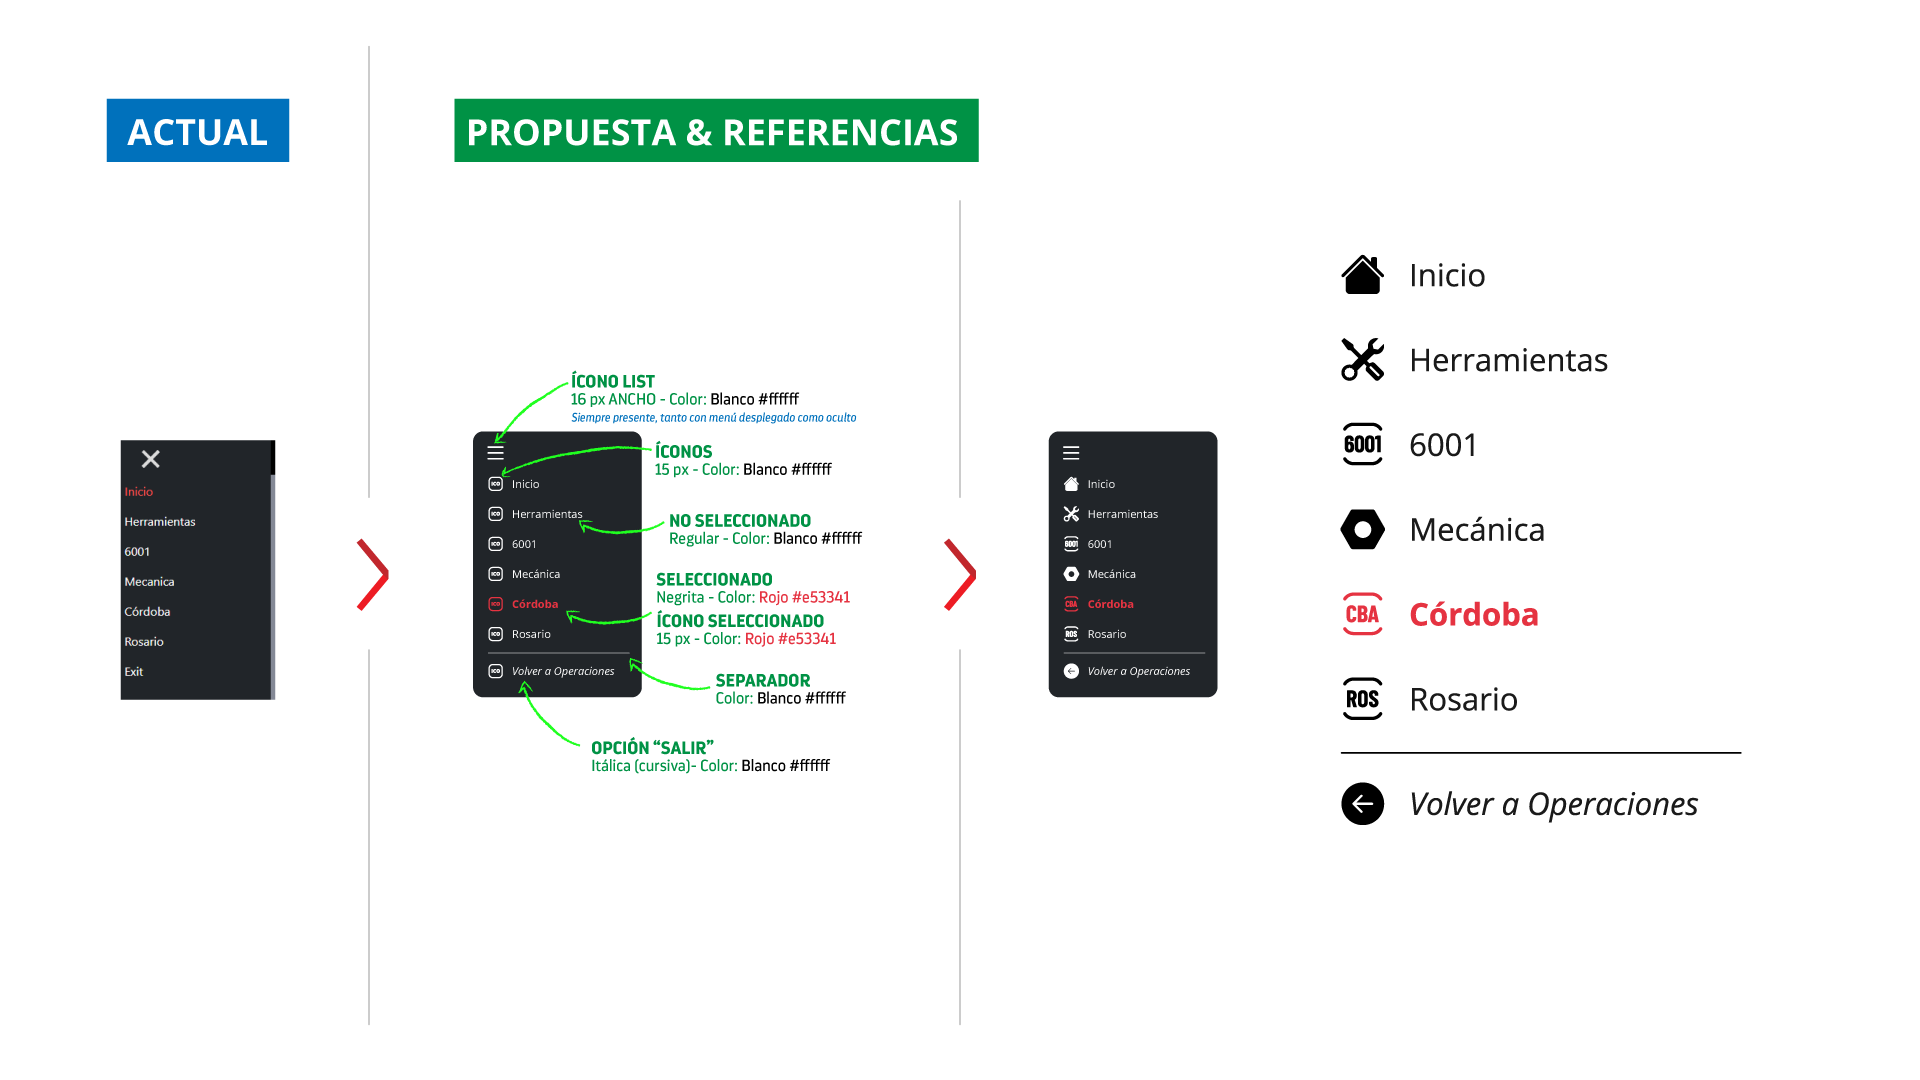 ACTUAL
PROPUESTA & REFERENCIAS
Inicio
Herramientas
6001
Mecanica
Córdoba
Rosario
Exit
ÍCONO LIST
16 px ANCHO - Color: Blanco #ffffff
Siempre presente, tanto con menú desplegado como oculto
ÍCONOS
15 px - Color: Blanco #ffffff
NO SELECCIONADO
Regular - Color: Blanco #ffffff
SELECCIONADO
Negrita - Color: Rojo #e53341
ÍCONO SELECCIONADO
15 px - Color: Rojo #e53341
SEPARADOR
Color: Blanco #ffffff
OPCIÓN “SALIR”
Itálica (cursiva)- Color: Blanco #ffffff
ICO Inicio
ICO Herramientas
ICO 6001
ICO Mecánica
ICO Córdoba
ICO Rosario
ICO Volver a Operaciones
Inicio
Herramientas
6001 6001
Mecánica
CBA Córdoba
ROS Rosario
Volver a Operaciones
Inicio
Herramientas
6001 6001
Mecánica
CBA Córdoba
ROS Rosario
Volver a Operaciones